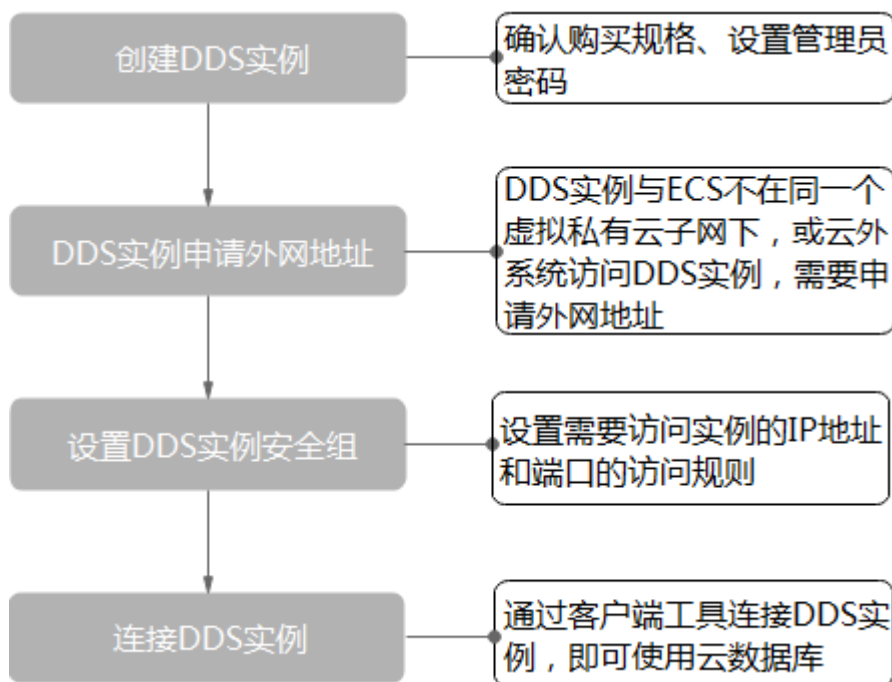 创建DDS实例
确认购买规格、设置管理员
密码
DDS实例申请外网地址
DDS实例与ECS不在同一个
虚拟私有云子网下，或云外
系统访问DDS实例，需要申
请外网地址
设置DDS实例安全组
设置需要访问实例的IP地址
和端口的访问规则
连接DDS实例
通过客户端工具连接DDS实
例，即可使用云数据库